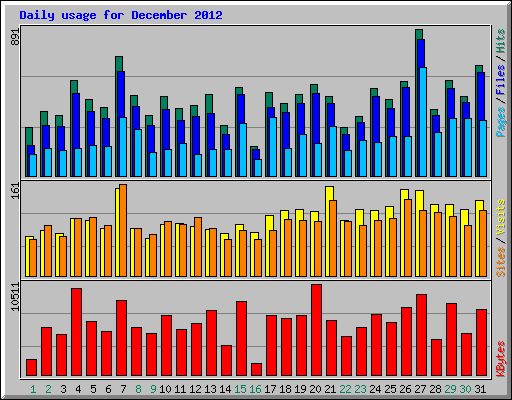 Daily usage for December 2012
891
Pages / Files / Hits
161
Sites / Visits
10511
KBytes
1 2 3 4 5 6 7 8 9 10 11 12 13 14 15 16 17 18 19 20 21 22 23 24 25 26 27 28 29 30 31